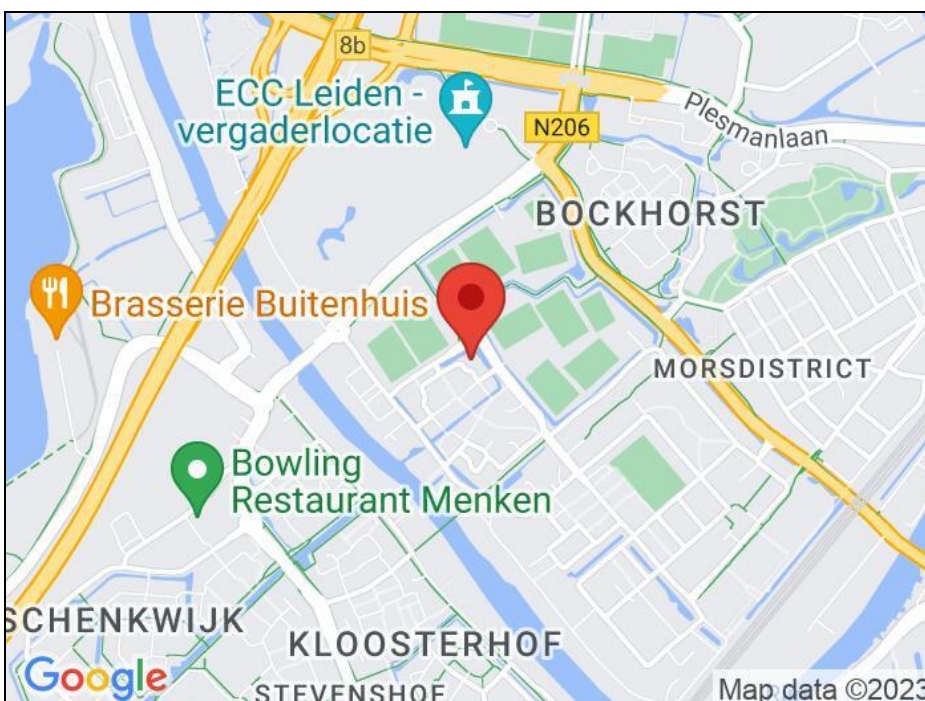 8b
ECC Leiden -
vergaderlocatie
N206
Plesmanlaan
BOCKHORST
Brasserie Buitenhuis
MORSDISTRICT
Bowling
Restaurant Menken
SCHENKWIJK
KLOOSTERHOF
Google
STEVENSHOF
Map data ©2023